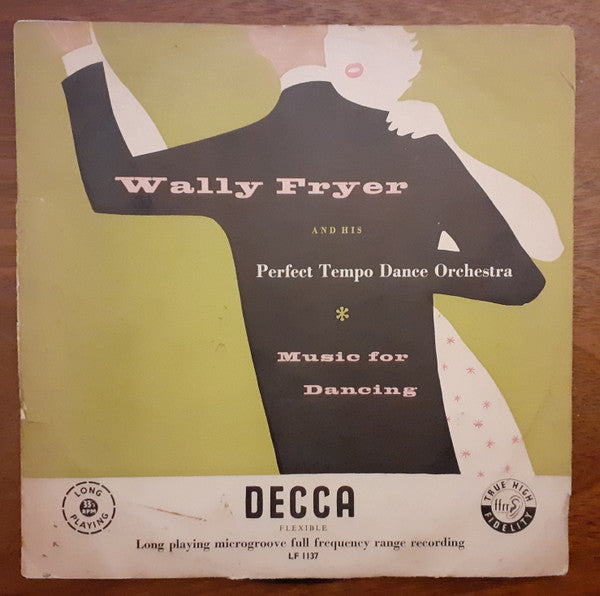 Wally Fryer
AND HIS
Perfect Tempo Dance Orchestra
*
Music for
Dancing
LONG
33⅓
RPM
PLAYING
DECCA
FLEXIBLE
Long playing microgroove full frequency range recording
LF 1137
TRUE HIGH
ffrr
FIDELITY